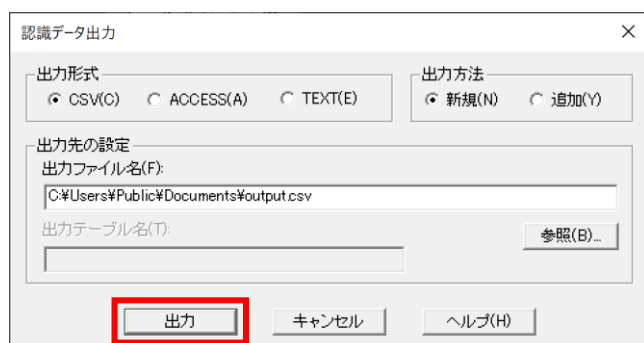 認識データ出力
出力形式
CSV(C) ACCESS(A) TEXT(E)
出力方法
新規(N) 追加(Y)
出力先の設定
出力ファイル名(F):
C:¥Users¥Public¥Documents¥output.csv
出力テーブル名(T):
参照(B)...
出力 キャンセル ヘルプ(H)